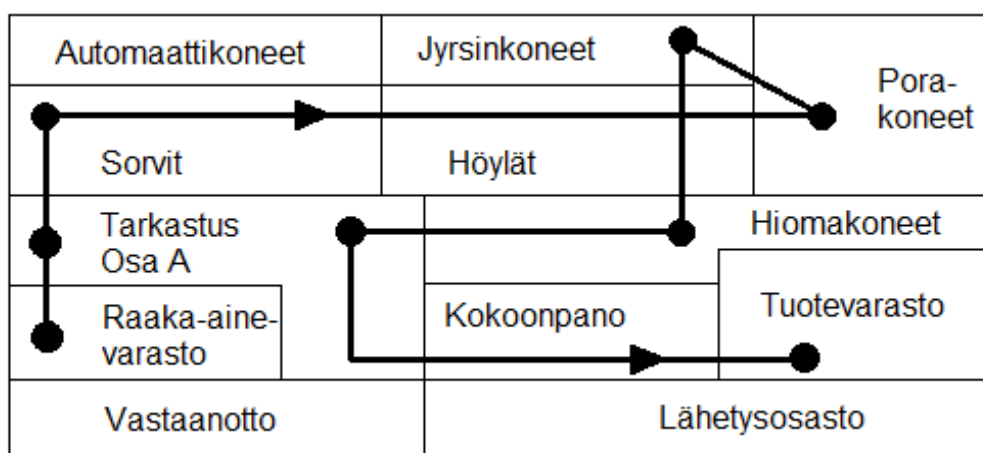 Automaattikoneet
Jyrsinkoneet
Pora-
koneet
Sorvit
Höylät
Tarkastus
Osa A
Hiomakoneet
Raaka-aine-
varasto
Kokoonpano
Tuotevarasto
Vastaanotto
Lähetysosasto